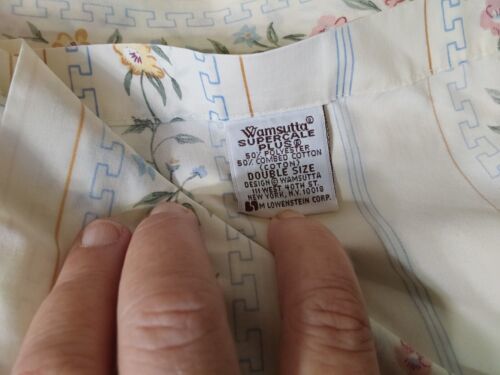 Wamsutta®
SUPERCALE
PLUS®
50% POLYESTER
50% COMBED COTTON
(COTON)
DOUBLE SIZE
DESIGN © WAMSUTTA
111 WEST 40TH ST.
NEW YORK, N.Y. 10018
M LOWENSTEIN CORP.